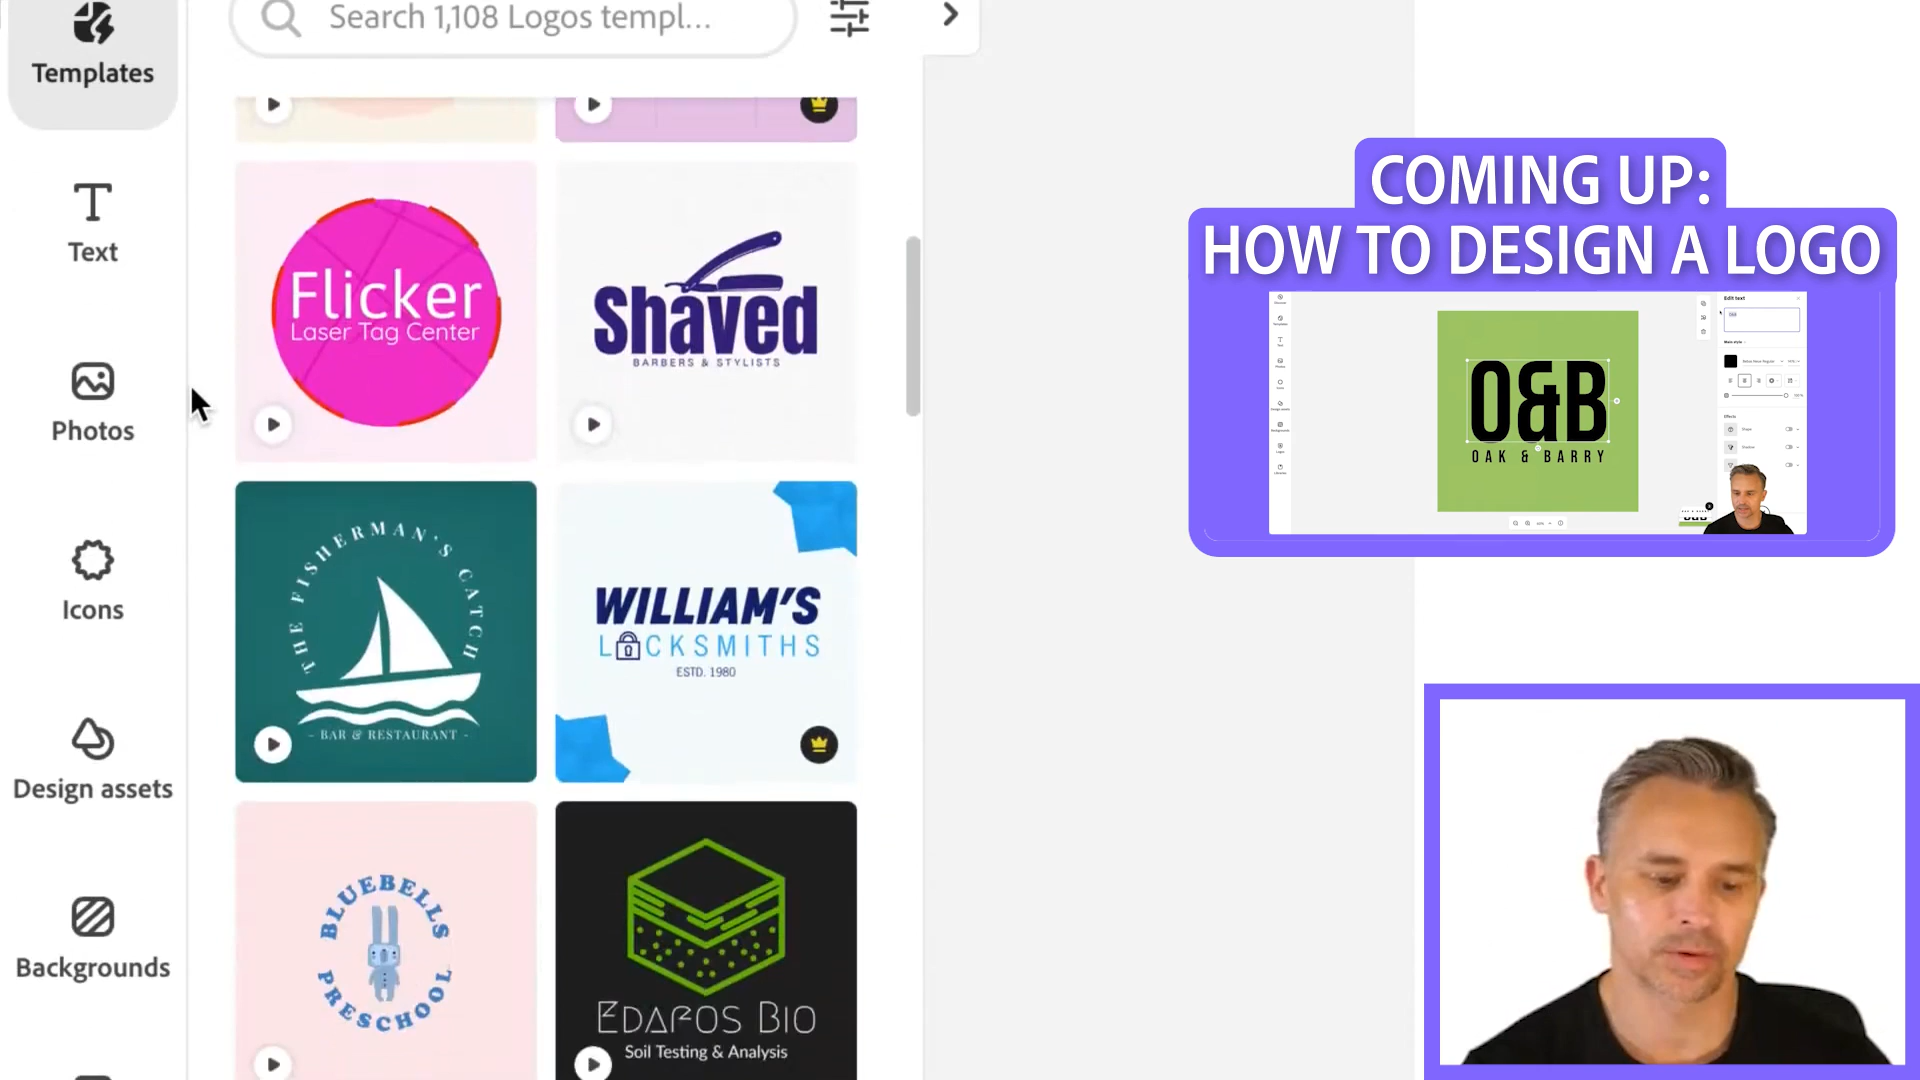 Templates
Text
Photos
Icons
Design assets
Backgrounds
Search 1,108 Logos templ...
Flicker
Laser Tag Center
Shaved
BARBERS & STYLISTS
THE FISHERMAN'S CATCH
- BAR & RESTAURANT -
WILLIAM'S
LOCKSMITHS
ESTD. 1980
BLUEBELLS
PRESCHOOL
EDAFOS BIO
Soil Testing & Analysis
COMING UP:
HOW TO DESIGN A LOGO
Edit text
O&B
OAK & BARRY